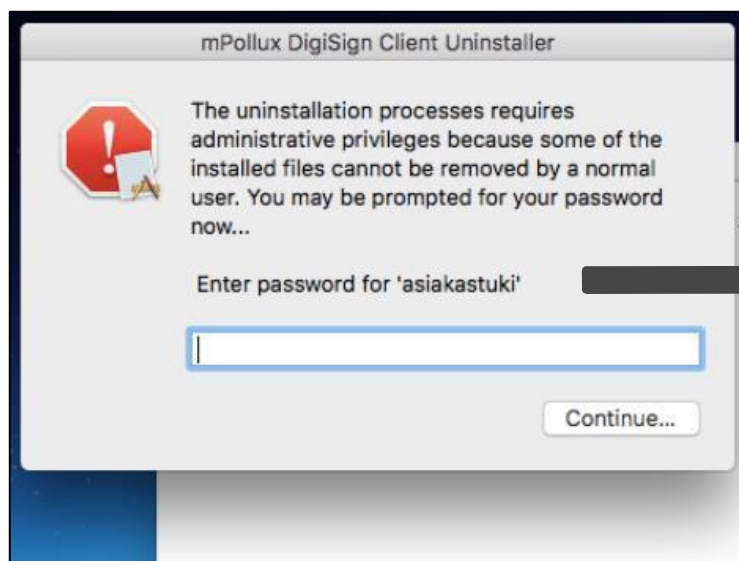 mPollux DigiSign Client Uninstaller
The uninstallation processes requires
administrative privileges because some of the
installed files cannot be removed by a normal
user. You may be prompted for your password
now...
Enter password for 'asiakastuki'
Continue...